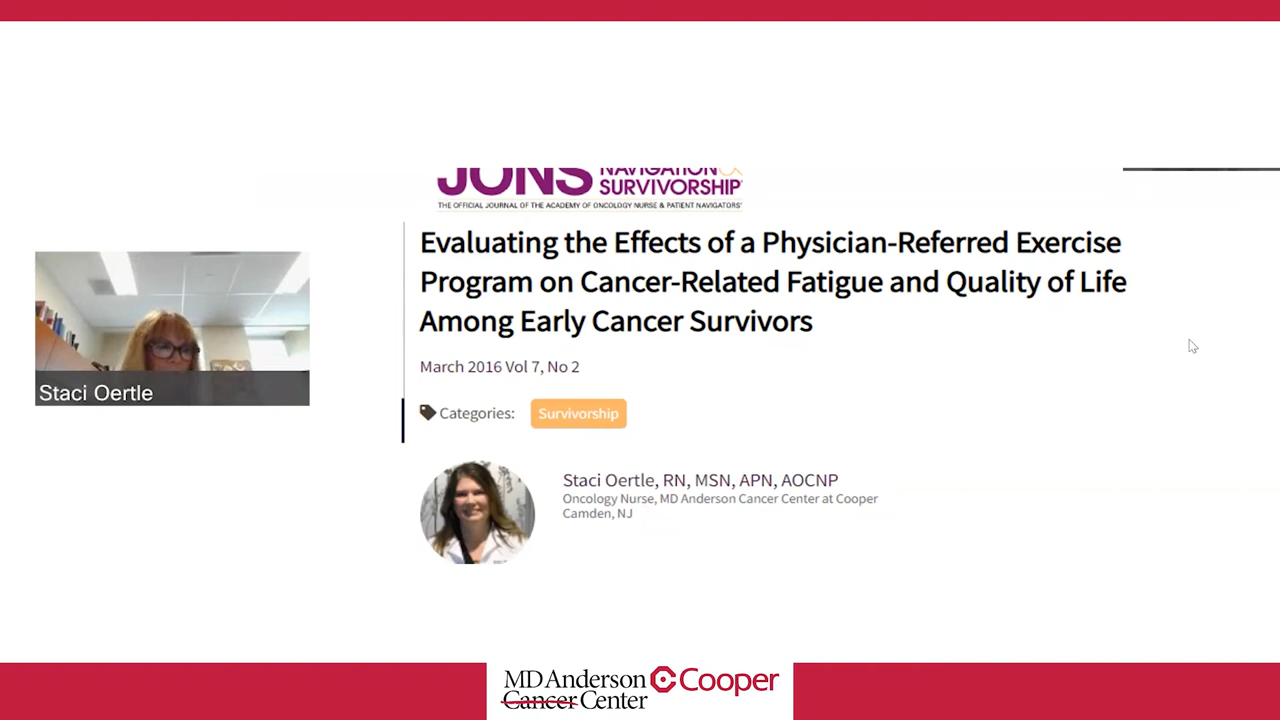 JONS NAVIGATION &
SURVIVORSHIP
THE OFFICIAL JOURNAL OF THE ACADEMY OF ONCOLOGY NURSE & PATIENT NAVIGATORS
Evaluating the Effects of a Physician-Referred Exercise
Program on Cancer-Related Fatigue and Quality of Life
Among Early Cancer Survivors
March 2016 Vol 7, No 2
Categories: Survivorship
Staci Oertle, RN, MSN, APN, AOCNP
Oncology Nurse, MD Anderson Cancer Center at Cooper
Camden, NJ
Staci Oertle
MD Anderson Cooper
Cancer Center